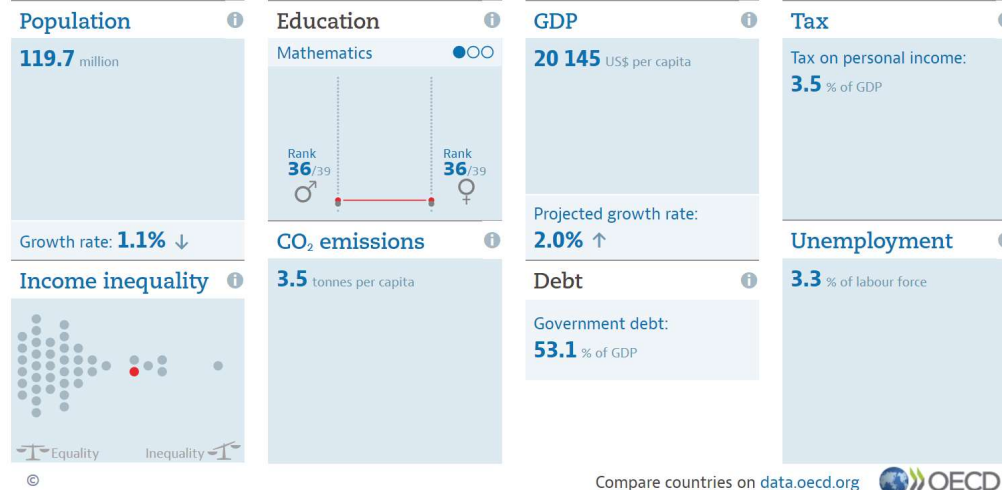 Population
119.7 million
Growth rate: 1.1% ↓
Income inequality
Equality
Inequality
Education
Mathematics
Rank
36/39
Rank
36/39
CO₂ emissions
3.5 tonnes per capita
GDP
20 145 US$ per capita
Projected growth rate:
2.0% ↑
Debt
Government debt:
53.1 % of GDP
Tax
Tax on personal income:
3.5 % of GDP
Unemployment
3.3 % of labour force
©
Compare countries on data.oecd.org
OECD